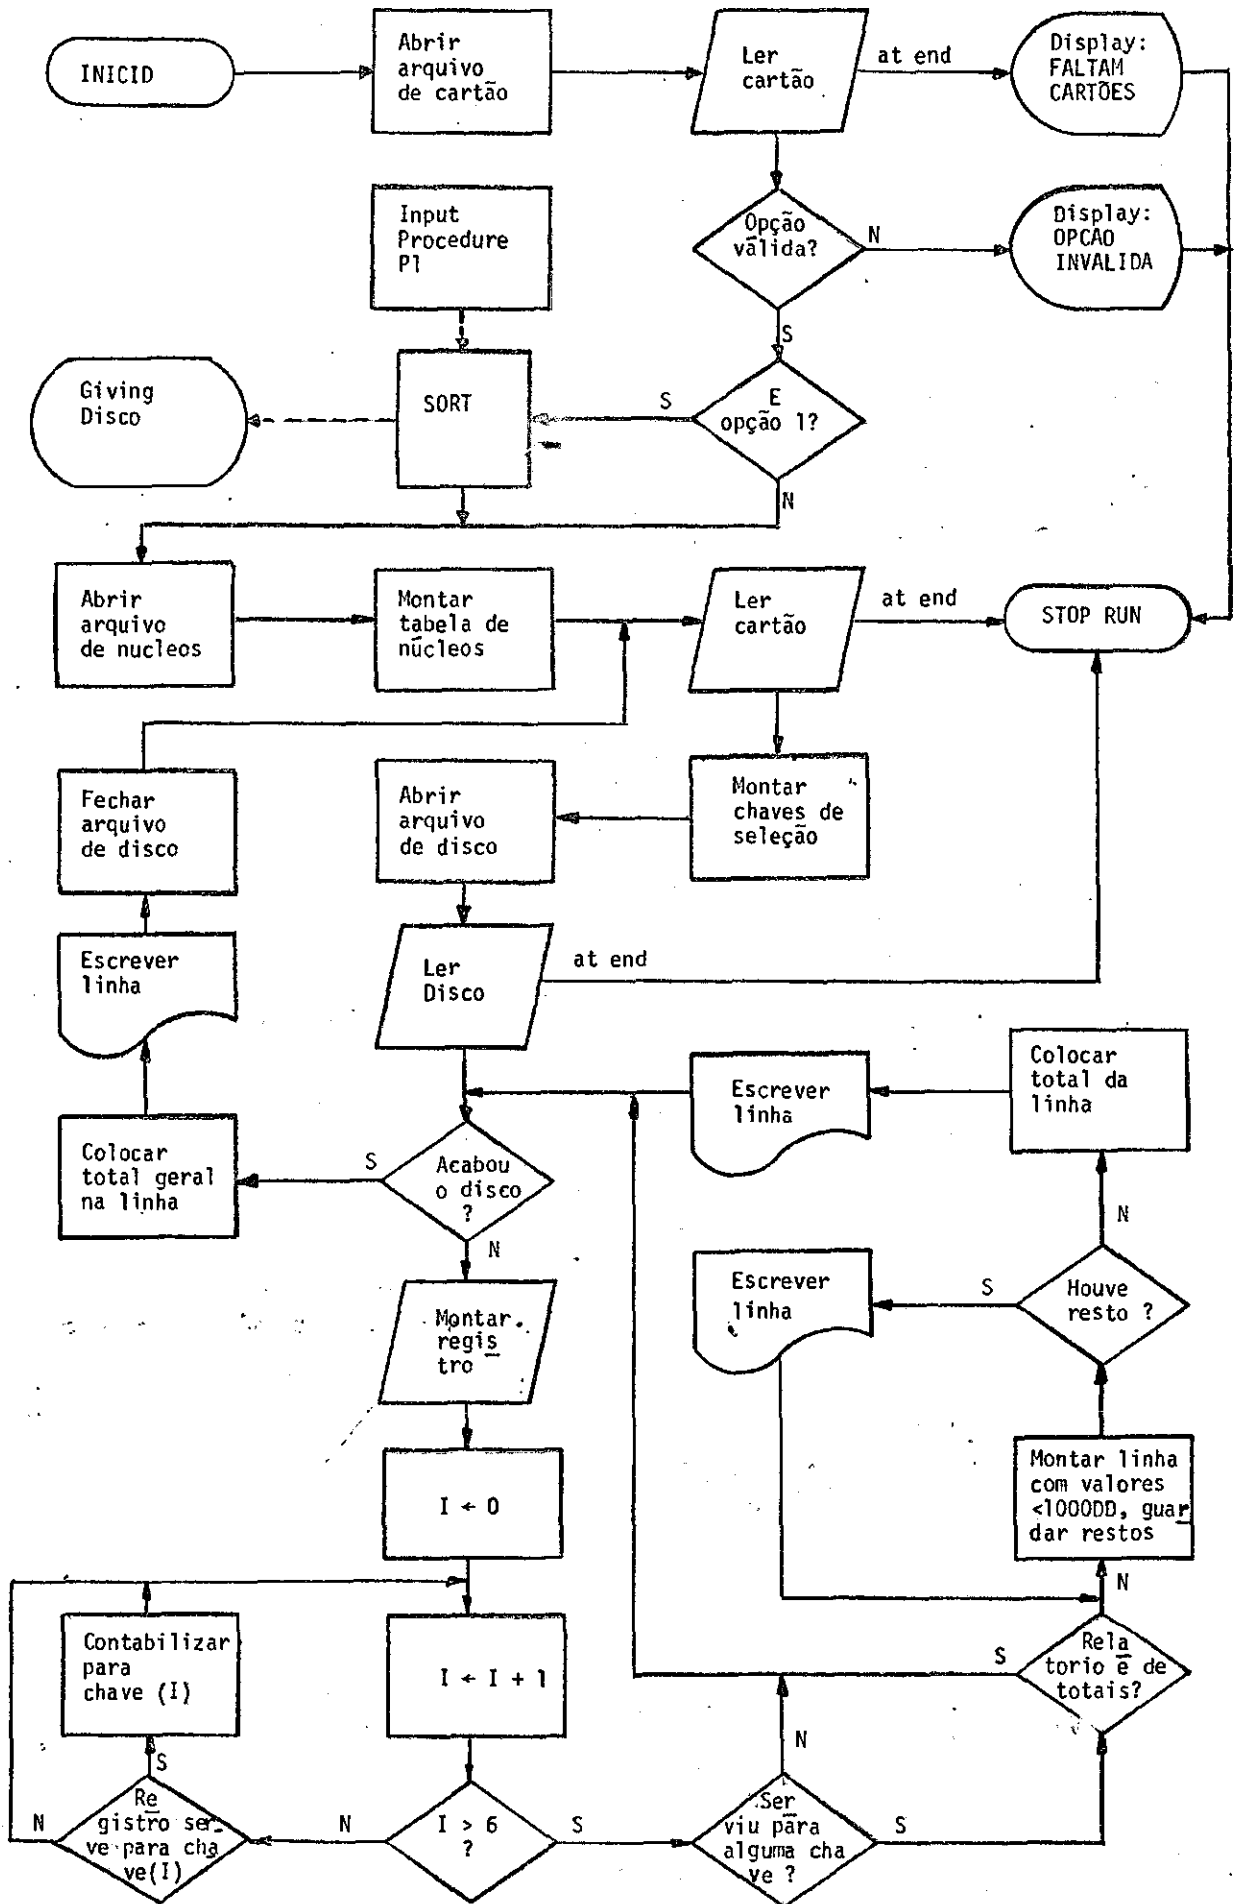 INICID
Abrir
arquivo
de cartão
Ler
cartão
at end
Display:
FALTAM
CARTÕES
Input
Procedure
P1
Opção
válida?
N
Display:
OPCAO
INVALIDA
S
Giving
Disco
SORT
S
E
opção 1?
N
Abrir
arquivo
de nucleos
Montar
tabela de
núcleos
Ler
cartão
at end
STOP RUN
Fechar
arquivo
de disco
Abrir
arquivo
de disco
Montar
chaves de
seleção
Escrever
linha
Ler
Disco
at end
Colocar
total geral
na linha
S
Acabou
o disco
?
N
Escrever
linha
Colocar
total da
linha
N
Escrever
linha
S
Houve
resto ?
Montar
regis
tro
Montar linha
com valores
<1000DD, guar
dar restos
N
I ← 0
Contabilizar
para
chave (I)
I ← I + 1
S
Rela
torio é de
totais?
S
N
N
Re
gistro ser
ve para cha
ve(I)
N
I > 6
?
S
Ser
viu para
alguma cha
ve ?
S